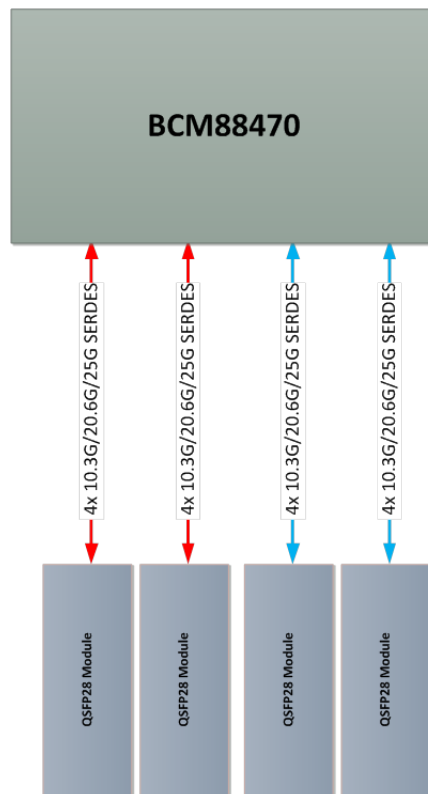 BCM88470
4x 10.3G/20.6G/25G SERDES
4x 10.3G/20.6G/25G SERDES
4x 10.3G/20.6G/25G SERDES
4x 10.3G/20.6G/25G SERDES
QSFP28 Module
QSFP28 Module
QSFP28 Module
QSFP28 Module